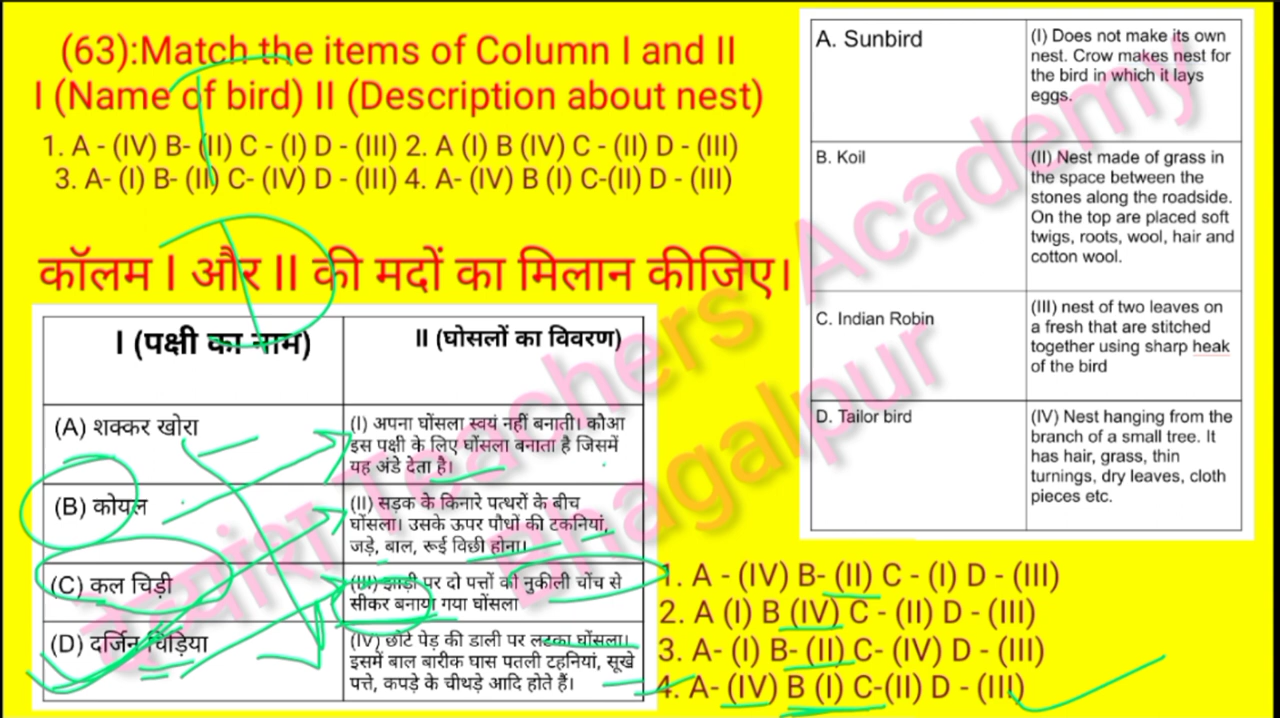 (63):Match the items of Column I and II
I (Name of bird) II (Description about nest)
1. A - (IV) B- (II) C - (I) D - (III) 2. A (I) B (IV) C - (II) D - (III)
3. A- (I) B- (II) C- (IV) D - (III) 4. A- (IV) B (I) C-(II) D - (III)
कॉलम I और II की मदों का मिलान कीजिए।
I (पक्षी का नाम)
II (घोसलों का विवरण)
(A) शक्कर खोरा
(I) अपना घोंसला स्वयं नहीं बनाती। कौआ
इस पक्षी के लिए घोंसला बनाता है जिसमें
यह अंडे देता है।
(B) कोयल
(II) सड़क के किनारे पत्थरों के बीच
घोंसला। उसके ऊपर पौधों की टकनियां,
जड़े, बाल, रूई विछी होना।
(C) कल चिड़ी
(III) झाड़ी पर दो पत्तों को नुकीली चोंच से
सीकर बनाया गया घोंसला
(D) दर्जिन चिड़िया
(IV) छोटे पेड़ की डाली पर लटका घोंसला।
इसमें बाल बारीक घास पतली टहनियां, सूखे
पत्ते, कपड़े के चीथड़े आदि होते हैं।
A. Sunbird
(I) Does not make its own
nest. Crow makes nest for
the bird in which it lays
eggs.
B. Koil
(II) Nest made of grass in
the space between the
stones along the roadside.
On the top are placed soft
twigs, roots, wool, hair and
cotton wool.
C. Indian Robin
(III) nest of two leaves on
a fresh that are stitched
together using sharp heak
of the bird
D. Tailor bird
(IV) Nest hanging from the
branch of a small tree. It
has hair, grass, thin
turnings, dry leaves, cloth
pieces etc.
1. A - (IV) B- (II) C - (I) D - (III)
2. A (I) B (IV) C - (II) D - (III)
3. A- (I) B- (II) C- (IV) D - (III)
4. A- (IV) B (I) C-(II) D - (III)
Teachers Academy
Bhagalpur